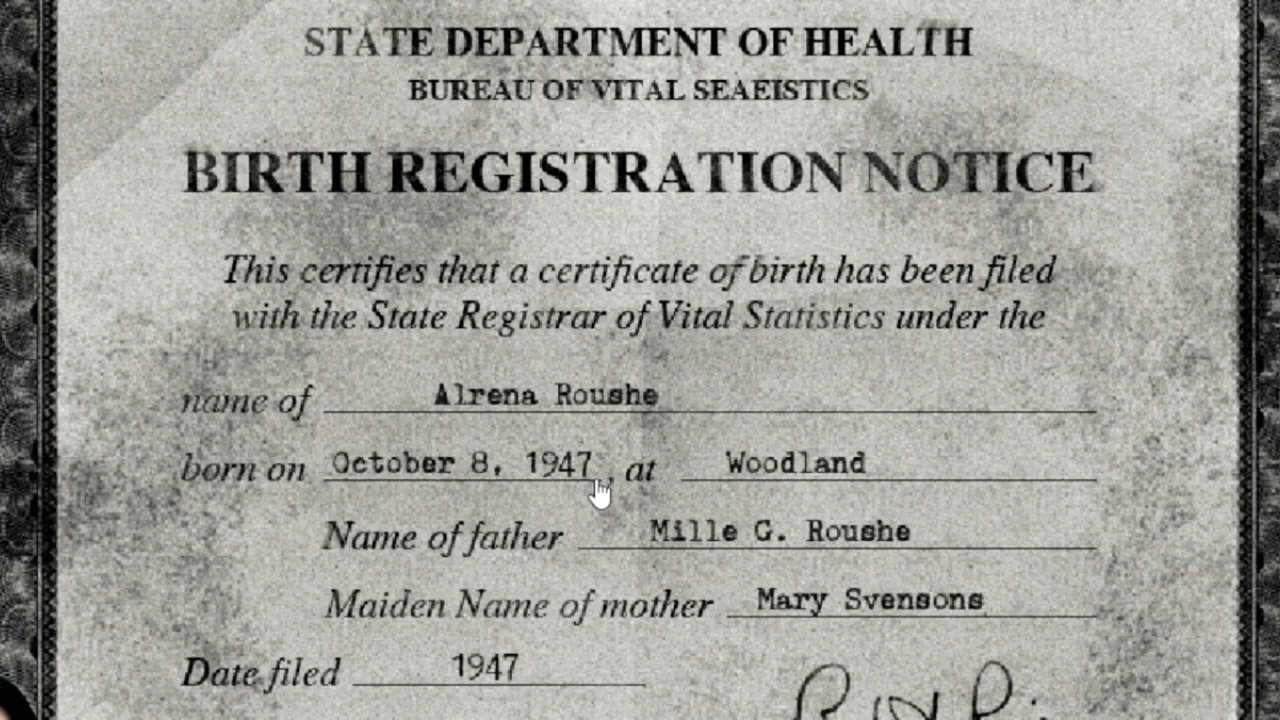 STATE DEPARTMENT OF HEALTH
BUREAU OF VITAL SEAEISTICS
BIRTH REGISTRATION NOTICE
This certifies that a certificate of birth has been filed
with the State Registrar of Vital Statistics under the
name of Alrena Roushe
born on October 8, 1947, at Woodland
Name of father Mille G. Roushe
Maiden Name of mother Mary Svensons
Date filed 1947